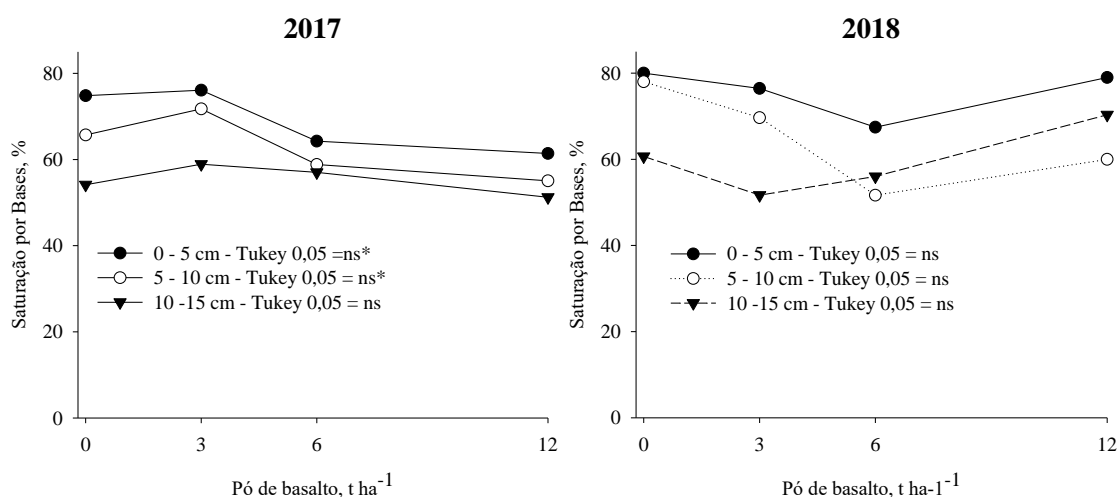 2017
Saturação por Bases, %
80
60
40
20
0
0 - 5 cm - Tukey 0,05 =ns*
5 - 10 cm - Tukey 0,05 = ns*
10 -15 cm - Tukey 0,05 = ns
0 3 6 12
Pó de basalto, t ha-1
2018
Saturação por Bases, %
80
60
40
20
0
0 - 5 cm - Tukey 0,05 = ns
5 - 10 cm - Tukey 0,05 = ns
10 -15 cm - Tukey 0,05 = ns
0 3 6 12
Pó de basalto, t ha-1-1